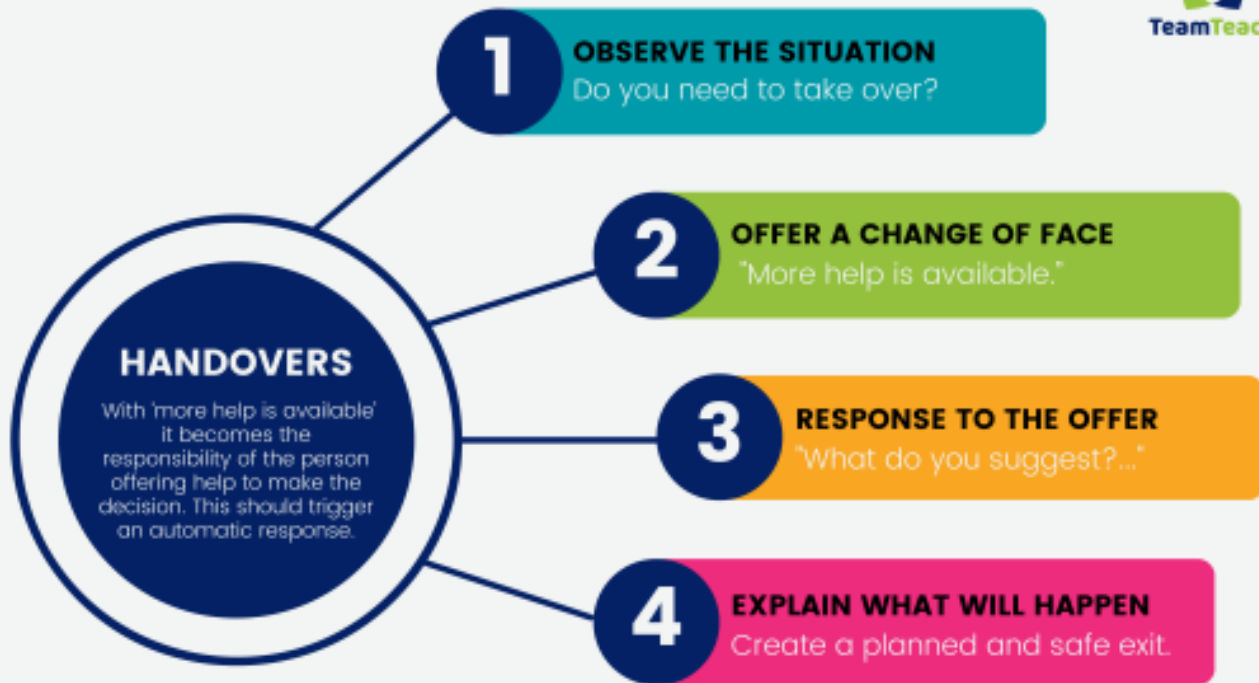 TeamTeac
1
OBSERVE THE SITUATION
Do you need to take over?
2
OFFER A CHANGE OF FACE
"More help is available."
HANDOVERS
With 'more help is available'
it becomes the
responsibility of the person
offering help to make the
decision. This should trigger
an automatic response.
3
RESPONSE TO THE OFFER
"What do you suggest?..."
4
EXPLAIN WHAT WILL HAPPEN
Create a planned and safe exit.